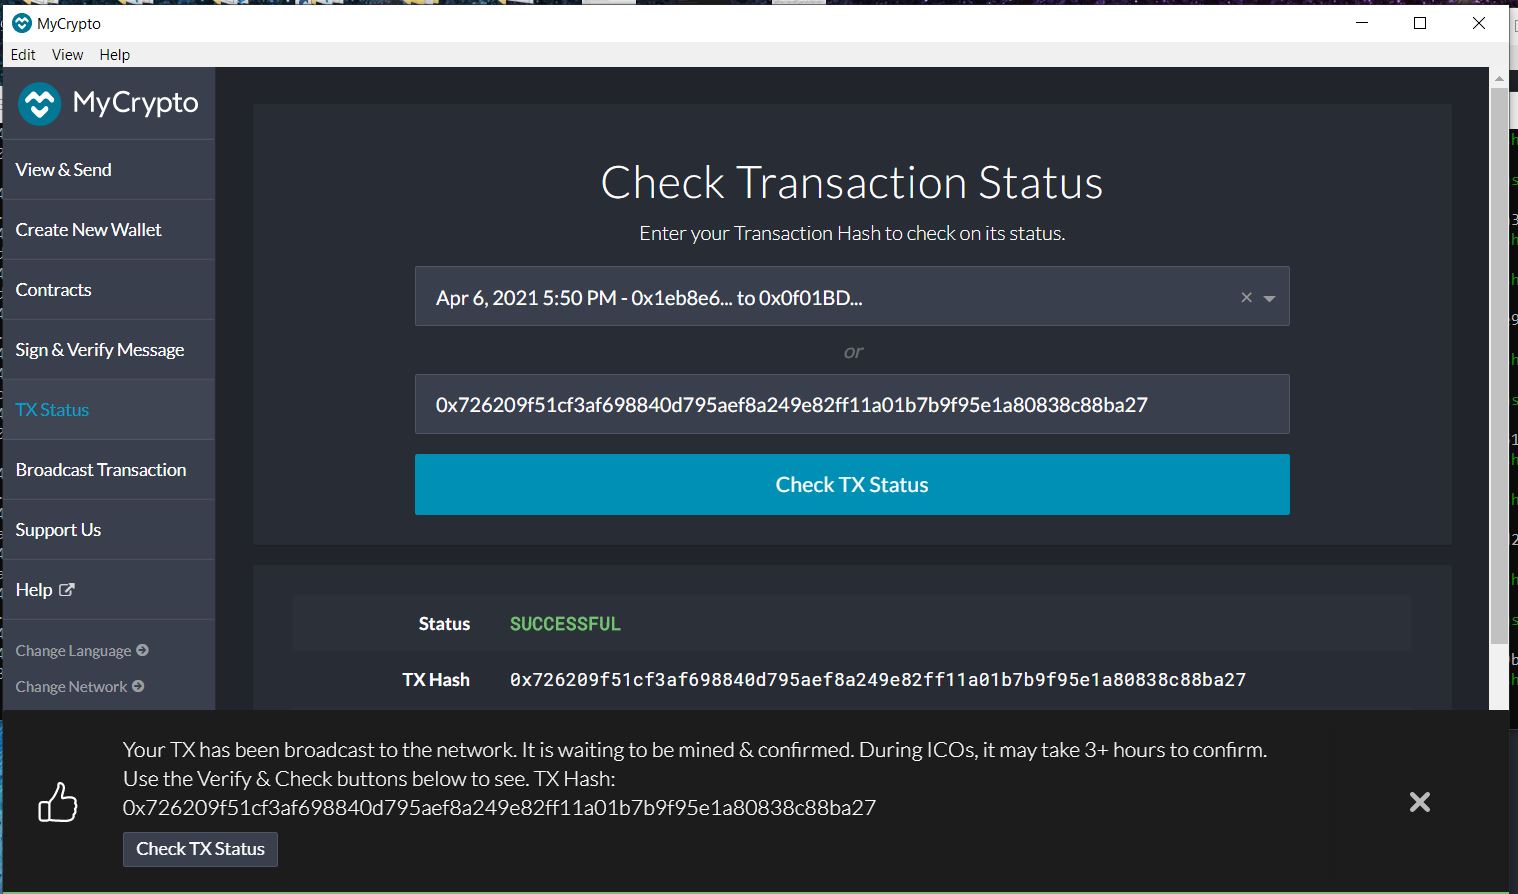 MyCrypto
Edit View Help
MyCrypto
View & Send
Create New Wallet
Contracts
Sign & Verify Message
TX Status
Broadcast Transaction
Support Us
Help
Change Language
Change Network
Check Transaction Status
Enter your Transaction Hash to check on its status.
Apr 6, 2021 5:50 PM - 0x1eb8e6... to 0x0f01BD...
or
0x726209f51cf3af698840d795aef8a249e82ff11a01b7b9f95e1a80838c88ba27
Check TX Status
Status SUCCESSFUL
TX Hash 0x726209f51cf3af698840d795aef8a249e82ff11a01b7b9f95e1a80838c88ba27
Your TX has been broadcast to the network. It is waiting to be mined & confirmed. During ICOs, it may take 3+ hours to confirm.
Use the Verify & Check buttons below to see. TX Hash:
0x726209f51cf3af698840d795aef8a249e82ff11a01b7b9f95e1a80838c88ba27
Check TX Status